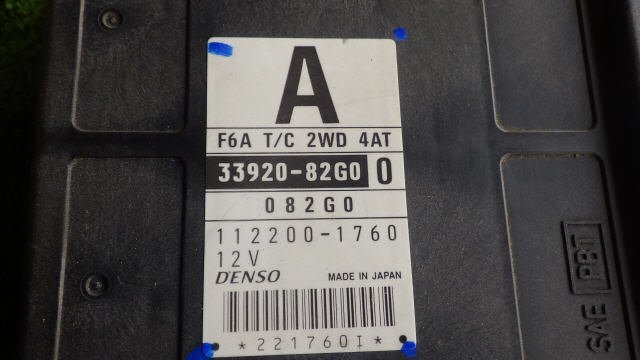 A
F6A T/C 2WD 4AT
33920-82G0 0
082G0
112200-1760
12V
DENSO MADE IN JAPAN
*221760I*
SAE PBT